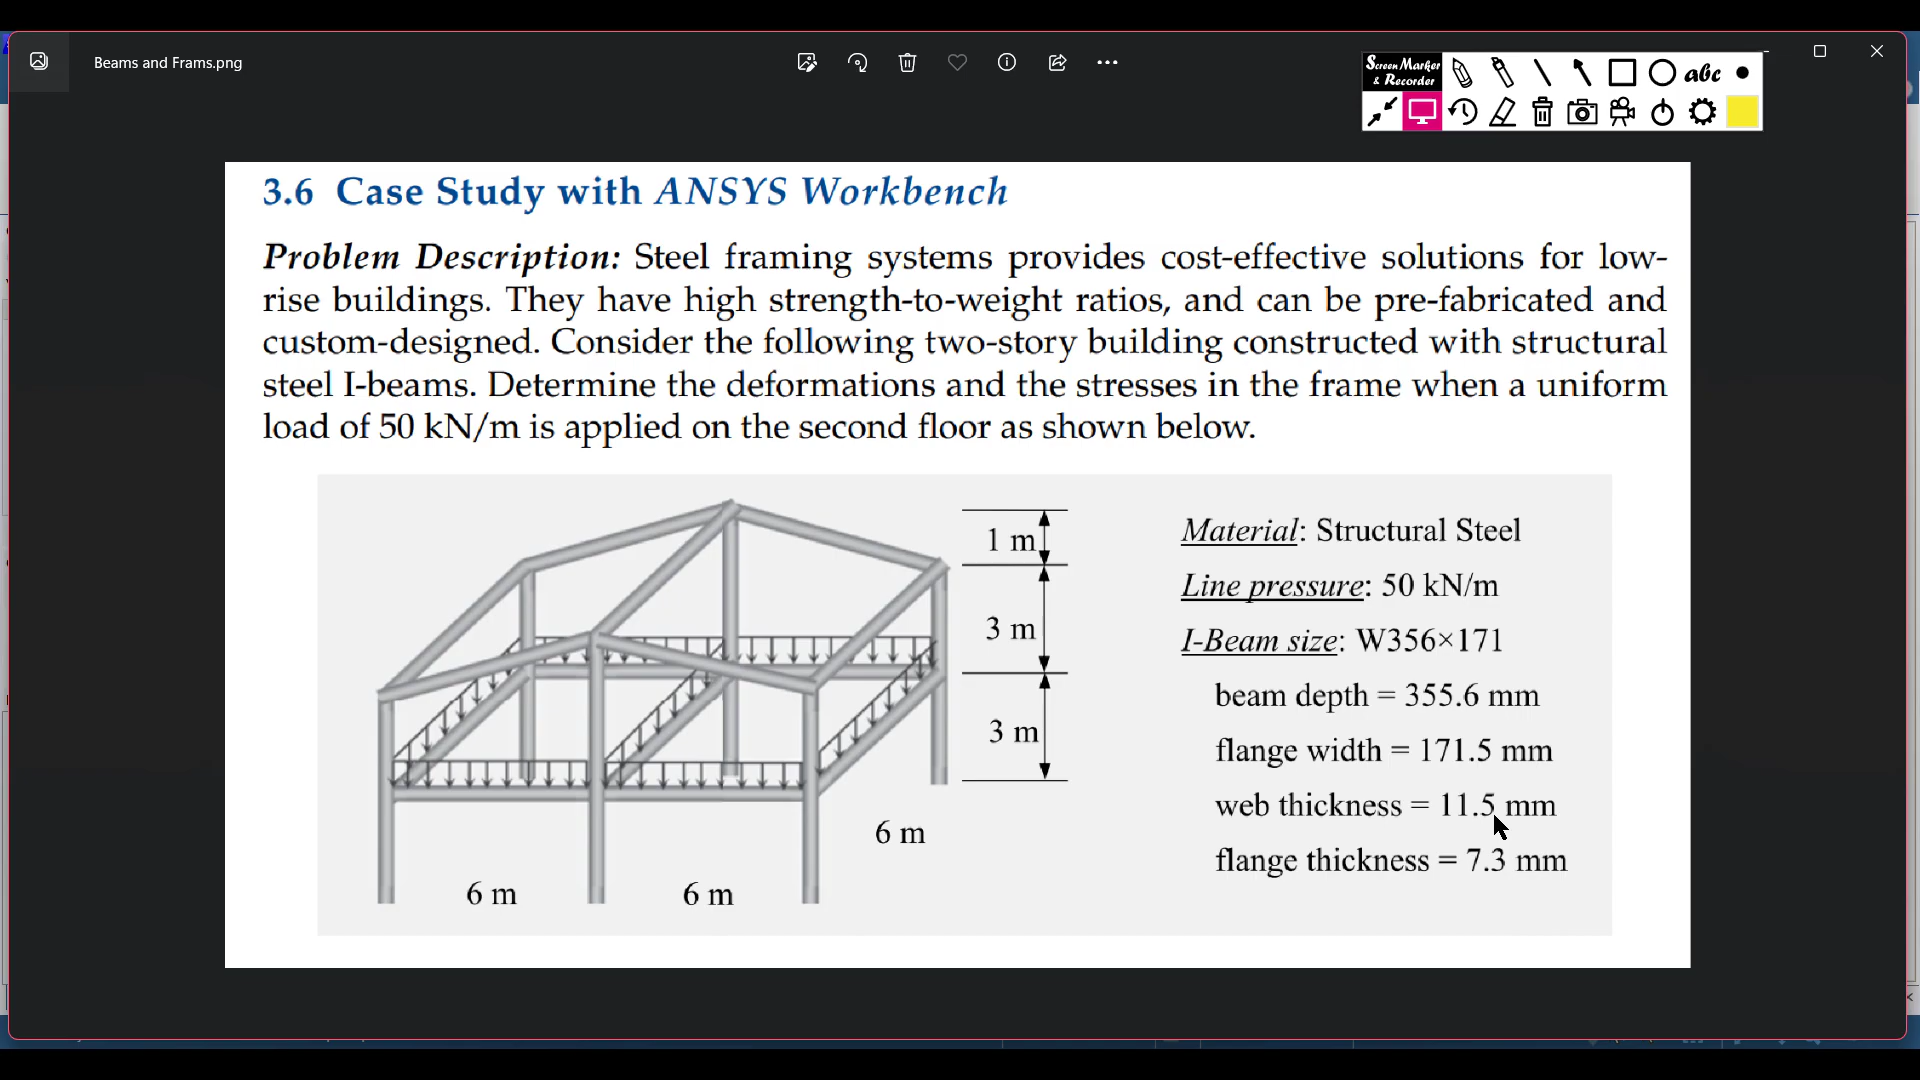 Beams and Frams.png
Screen Marker
& Recorder
abc
3.6 Case Study with ANSYS Workbench
Problem Description: Steel framing systems provides cost-effective solutions for low-
rise buildings. They have high strength-to-weight ratios, and can be pre-fabricated and
custom-designed. Consider the following two-story building constructed with structural
steel I-beams. Determine the deformations and the stresses in the frame when a uniform
load of 50 kN/m is applied on the second floor as shown below.
1 m
3 m
3 m
6 m
6 m
6 m
Material: Structural Steel
Line pressure: 50 kN/m
I-Beam size: W356×171
beam depth = 355.6 mm
flange width = 171.5 mm
web thickness = 11.5 mm
flange thickness = 7.3 mm